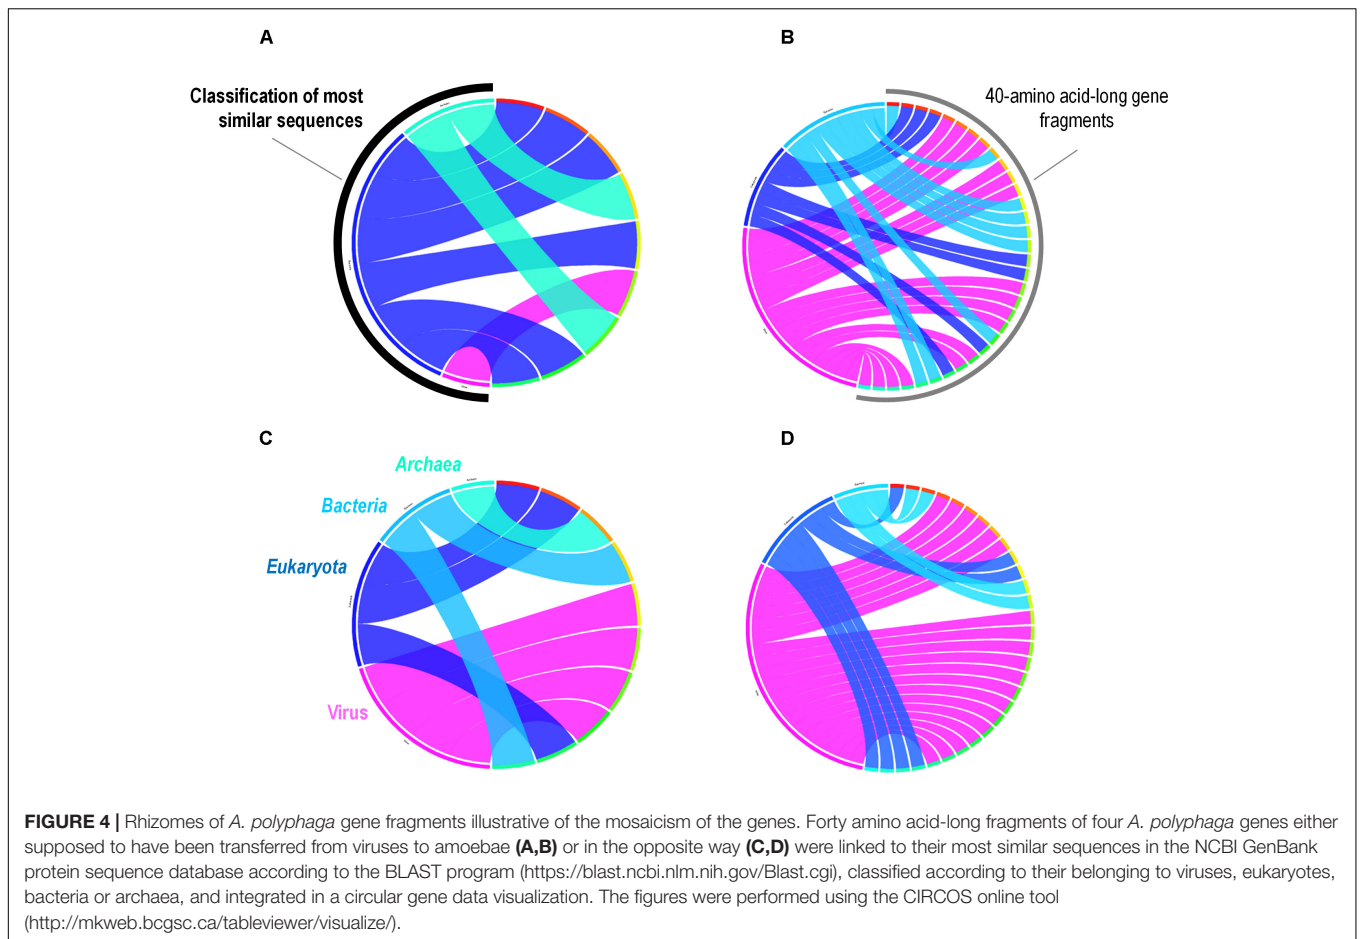 A
B
Classification of most
similar sequences
40-amino acid-long gene
fragments
C
D
Archaea
Bacteria
Eukaryota
Virus
FIGURE 4 | Rhizomes of A. polyphaga gene fragments illustrative of the mosaicism of the genes. Forty amino acid-long fragments of four A. polyphaga genes either
supposed to have been transferred from viruses to amoebae (A,B) or in the opposite way (C,D) were linked to their most similar sequences in the NCBI GenBank
protein sequence database according to the BLAST program (https://blast.ncbi.nlm.nih.gov/Blast.cgi), classified according to their belonging to viruses, eukaryotes,
bacteria or archaea, and integrated in a circular gene data visualization. The figures were performed using the CIRCOS online tool
(http://mkweb.bcgsc.ca/tableviewer/visualize/).